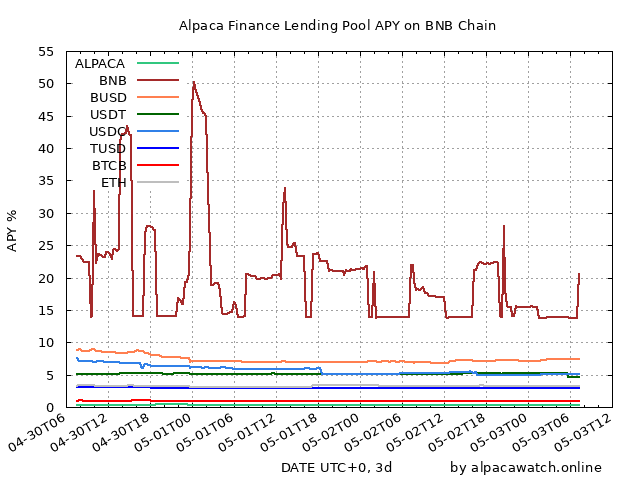 Alpaca Finance Lending Pool APY on BNB Chain
55
50
45
40
35
30
25
20
15
10
5
0
APY %
ALPACA
BNB
BUSD
USDT
USDC
TUSD
BTCB
ETH
04-30T06
04-30T12
04-30T18
05-01T00
05-01T06
05-01T12
05-01T18
05-02T00
05-02T06
05-02T12
05-02T18
05-03T00
05-03T06
05-03T12
DATE UTC+0, 3d
by alpacawatch.online